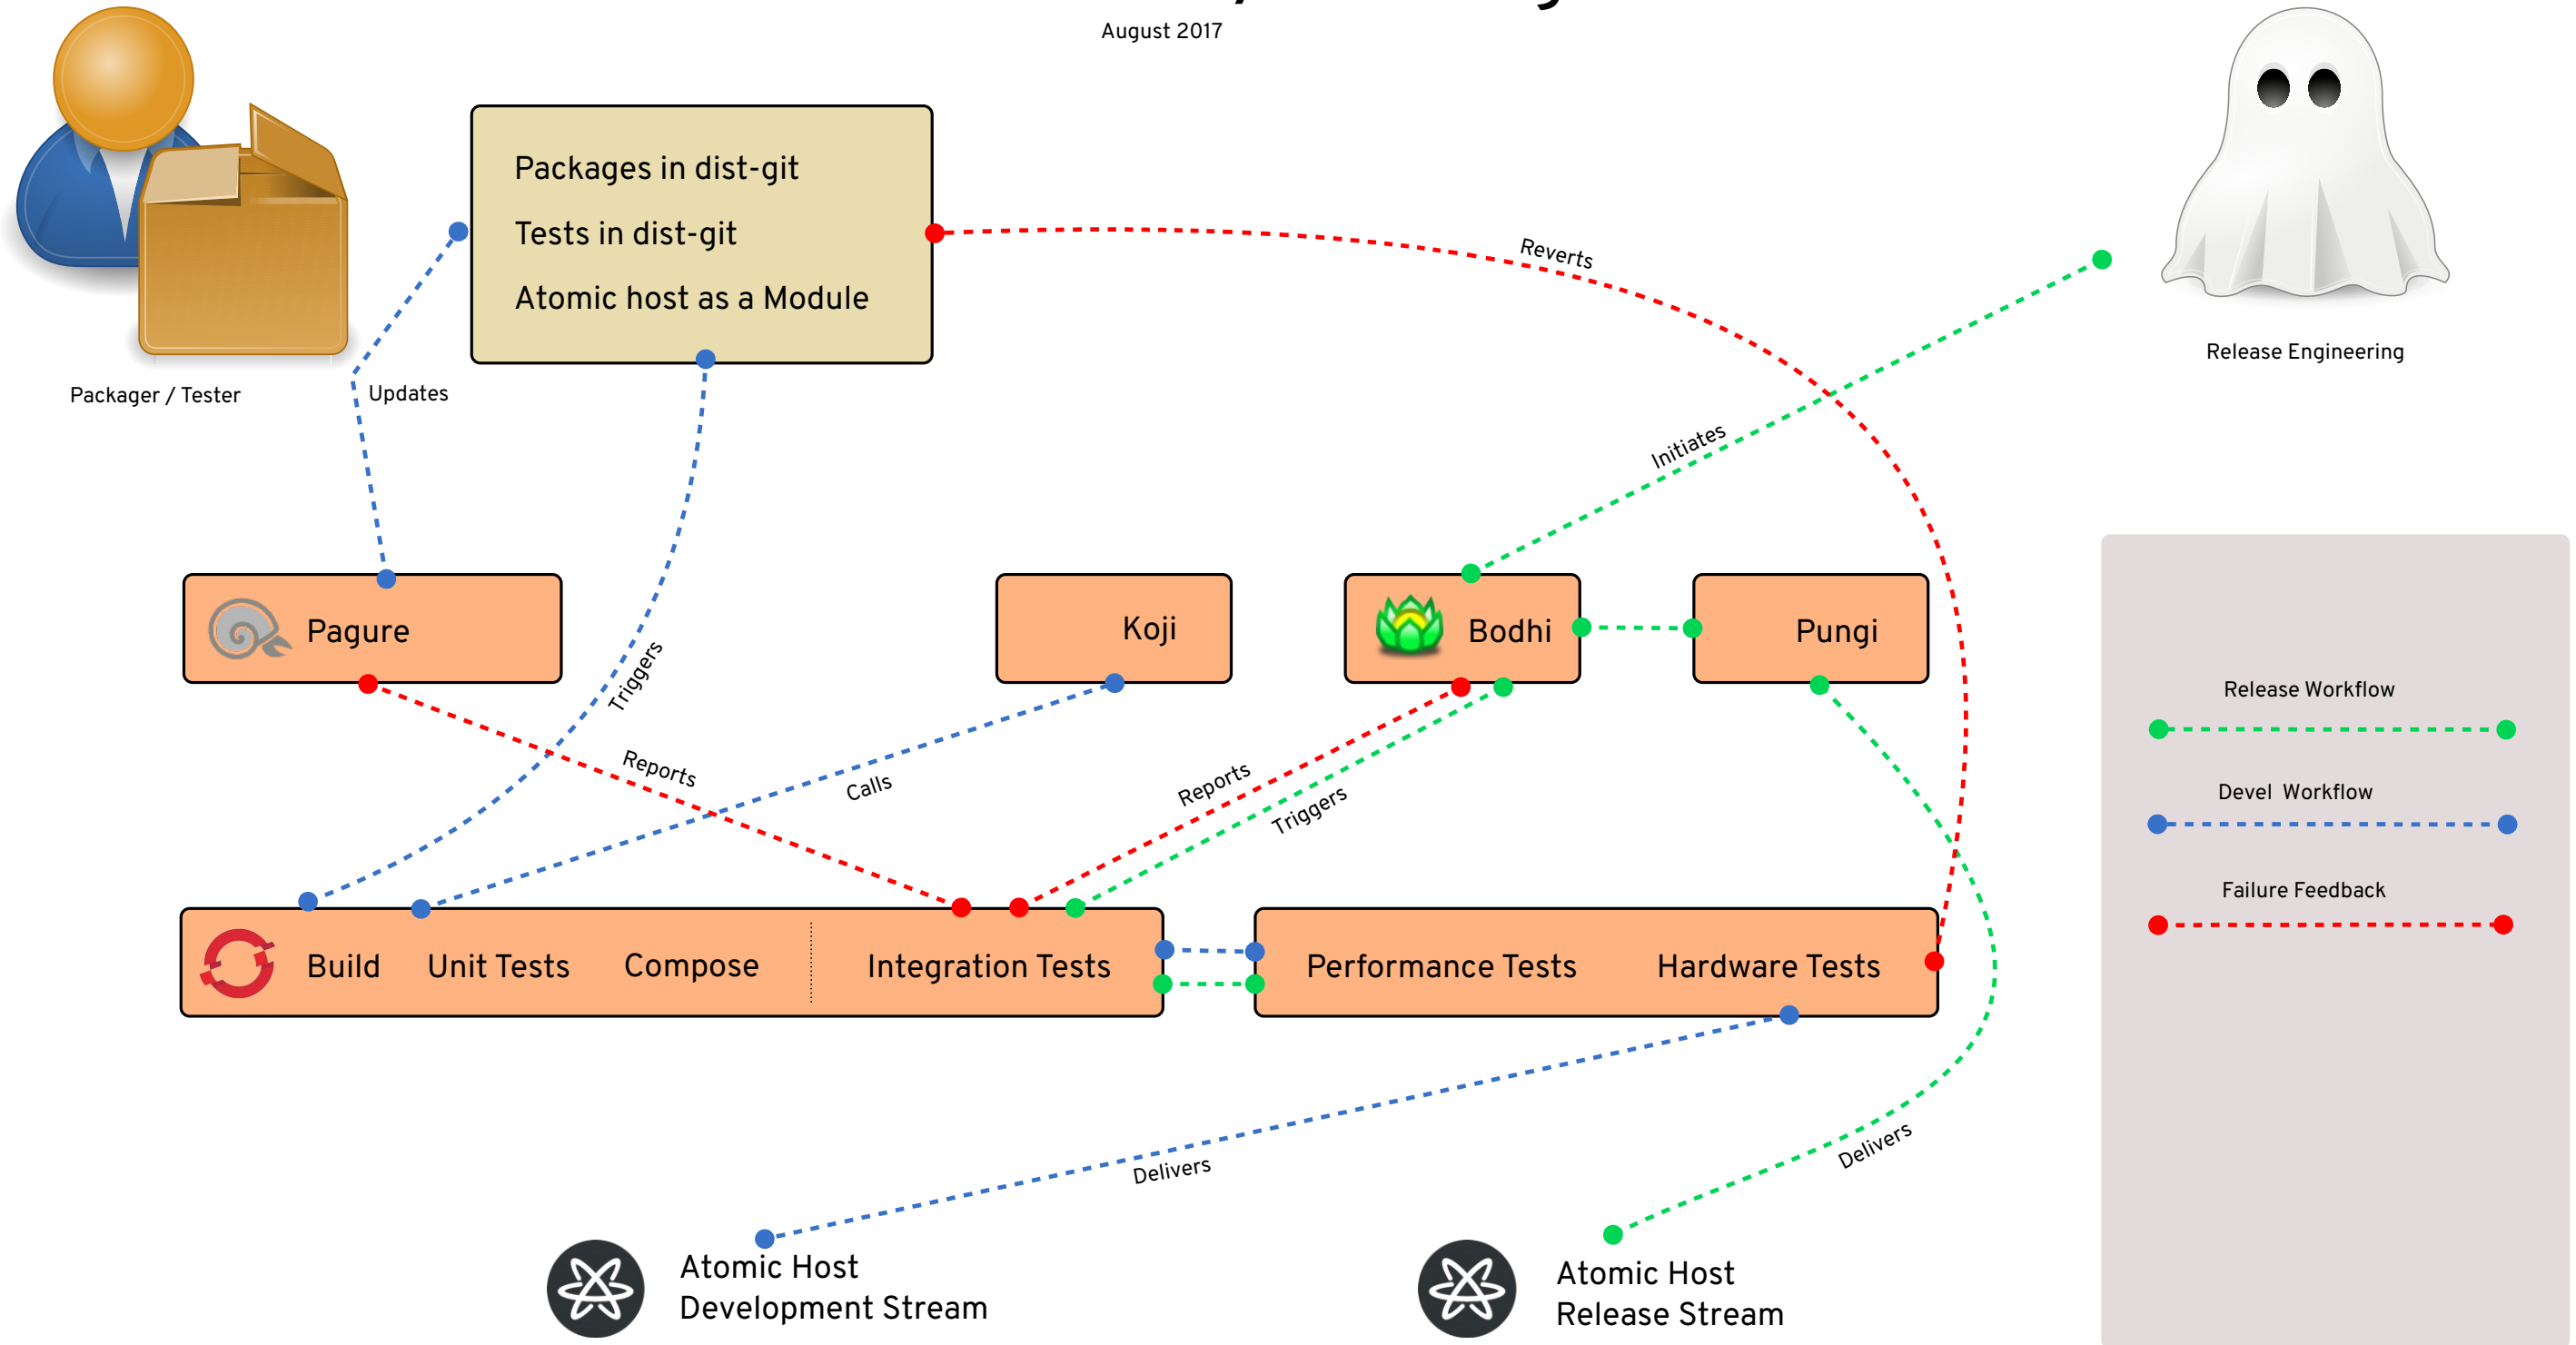 August 2017
Packages in dist-git
Tests in dist-git
Atomic host as a Module
Packager / Tester
Updates
Reverts
Release Engineering
Initiates
Pagure
Koji
Bodhi
Pungi
Triggers
Reports
Calls
Reports
Triggers
Release Workflow
Devel Workflow
Failure Feedback
Build
Unit Tests
Compose
Integration Tests
Performance Tests
Hardware Tests
Delivers
Delivers
Atomic Host
Development Stream
Atomic Host
Release Stream